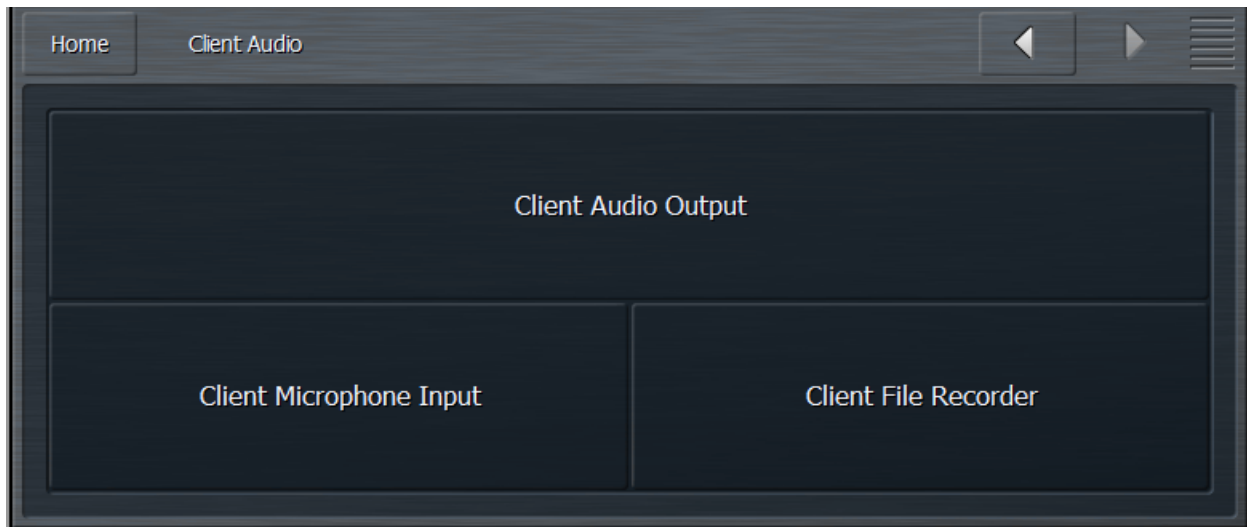 Home Client Audio
Client Audio Output
Client Microphone Input Client File Recorder